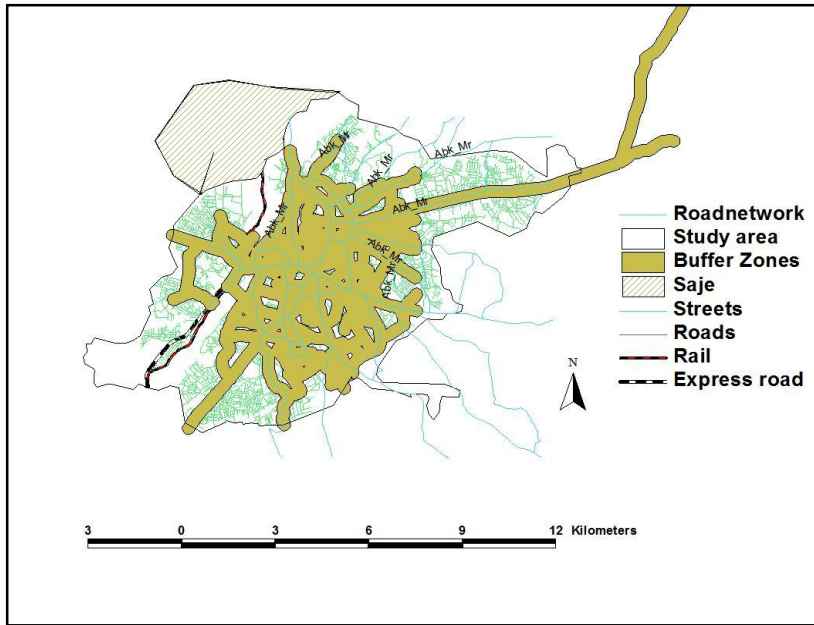 Abk_Mr
Abk_Mr
Abk_Mr
Abk_Mr
Abk_Mr
Abk_Mr
Abk_Mr
Roadnetwork
Study area
Buffer Zones
Saje
Streets
Roads
Rail
Express road
N
3 0 3 6 9 12 Kilometers